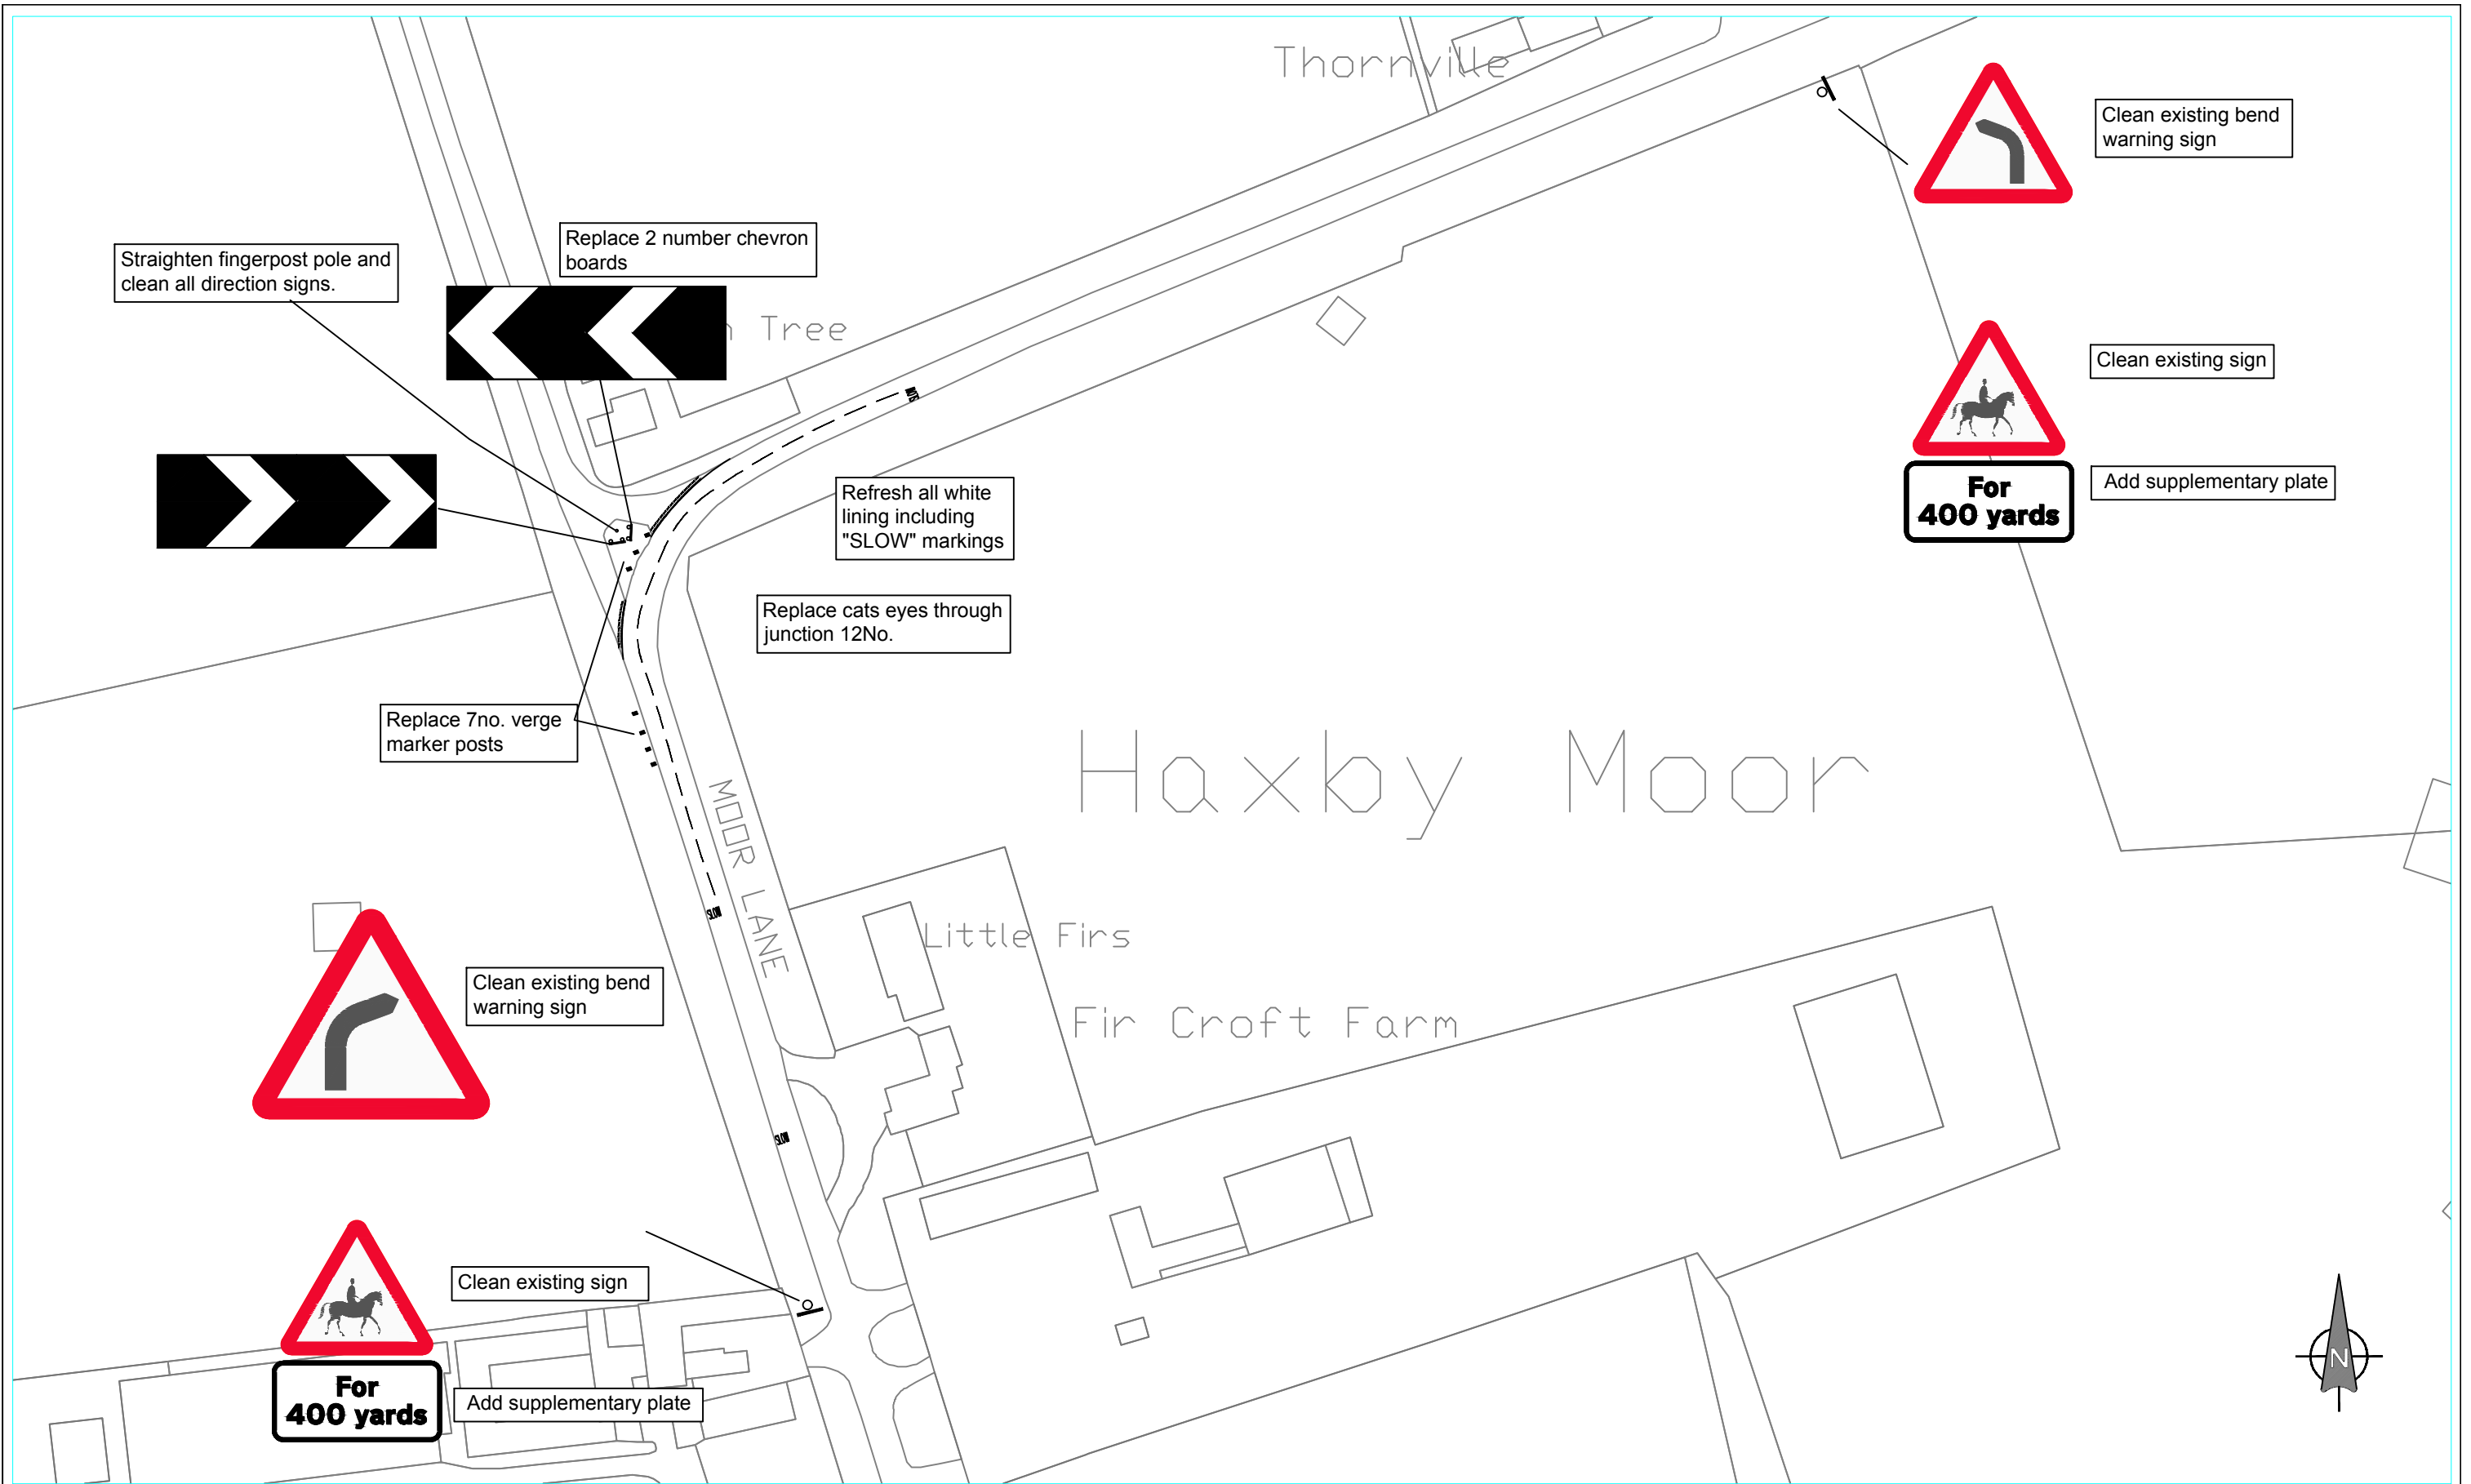 Thornville
Clean existing bend
warning sign
Replace 2 number chevron
boards
Straighten fingerpost pole and
clean all direction signs.
Tree
Clean existing sign
For
400 yards
Add supplementary plate
SLOW
Refresh all white
lining including
"SLOW" markings
Replace cats eyes through
junction 12No.
Replace 7no. verge
marker posts
Haxby Moor
MOOR LANE
SLOW
Little Firs
Clean existing bend
warning sign
Fir Croft Farm
SLOW
Clean existing sign
For
400 yards
Add supplementary plate
N